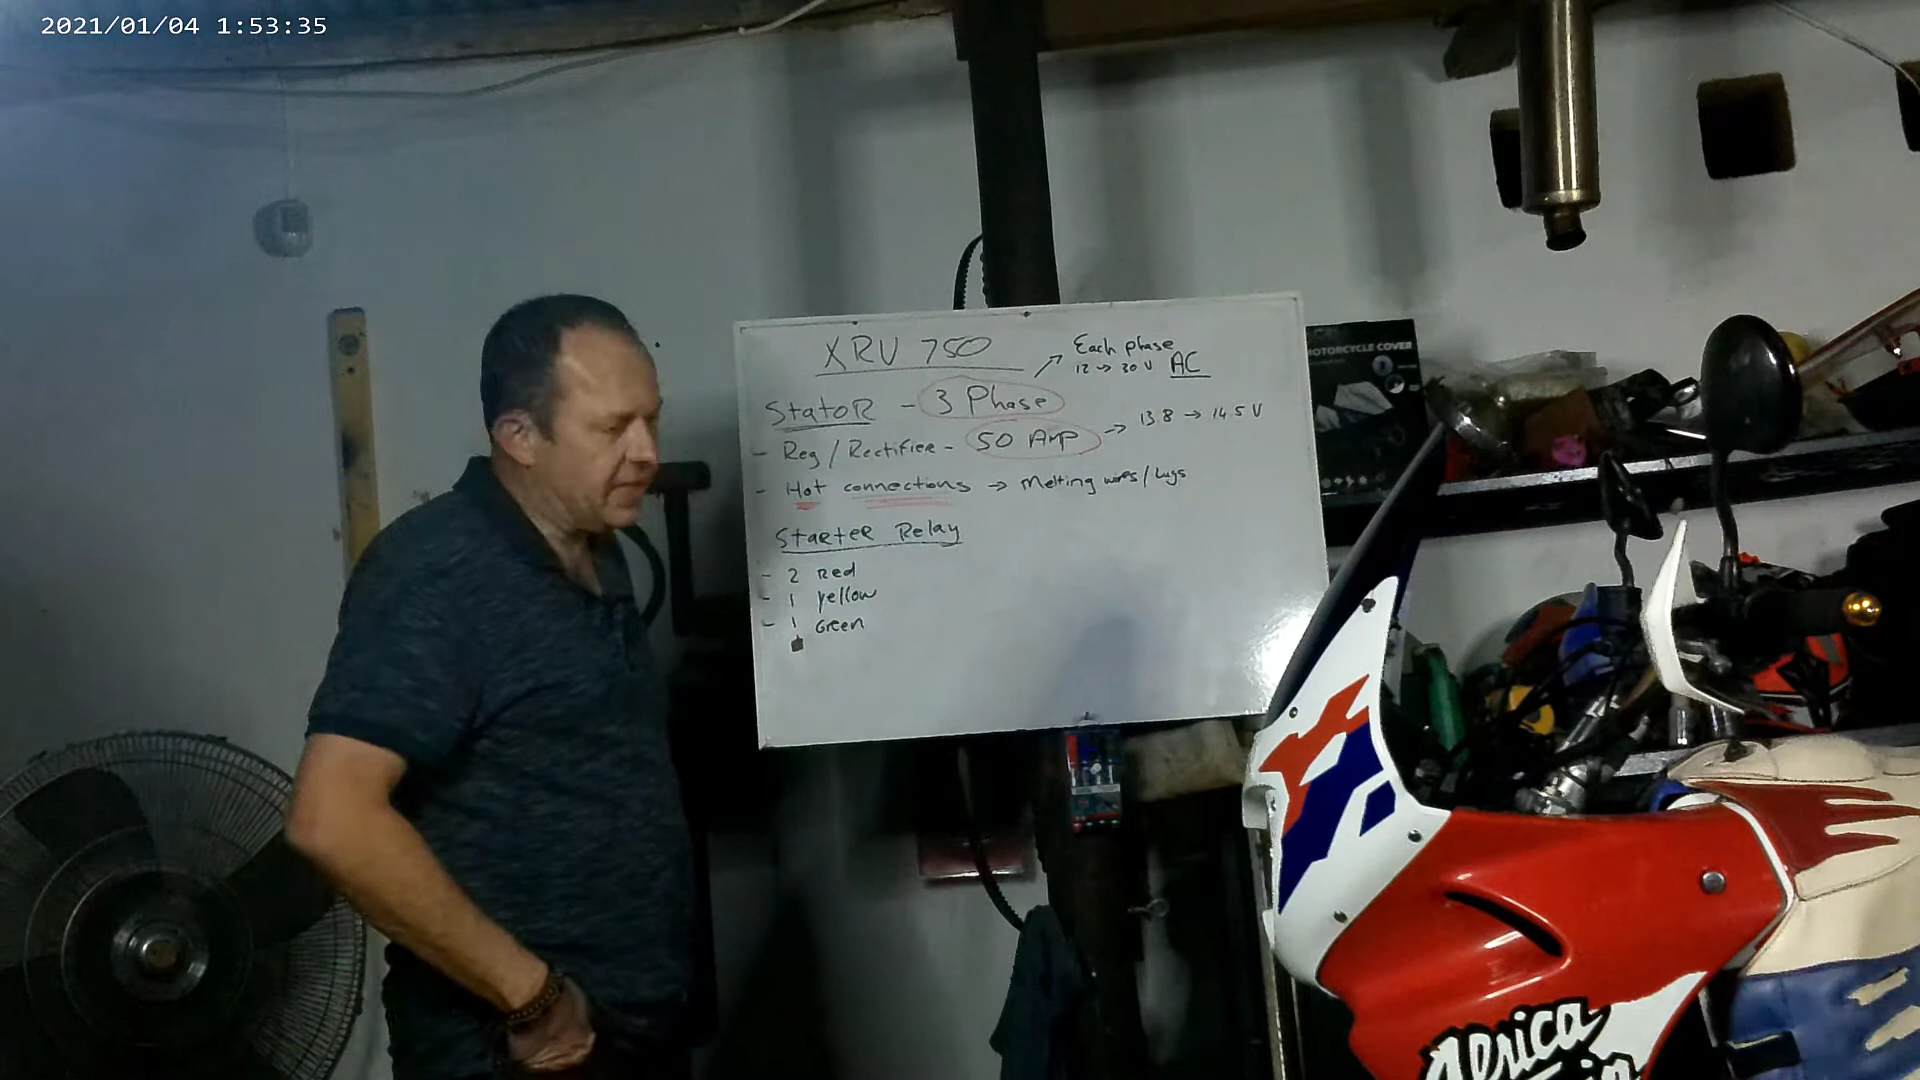 2021/01/04 1:53:35
XRV 750
Each phase
12 → 30 V AC
StatoR - 3 Phase
- Reg / Rectifier - 50 Amp → 13.8 → 14.5 V
- Hot connections → Melting wires / lugs
Starter Relay
- 2 Red
- 1 Yellow
- 1 Green
MOTORCYCLE COVER
Africa
Twin